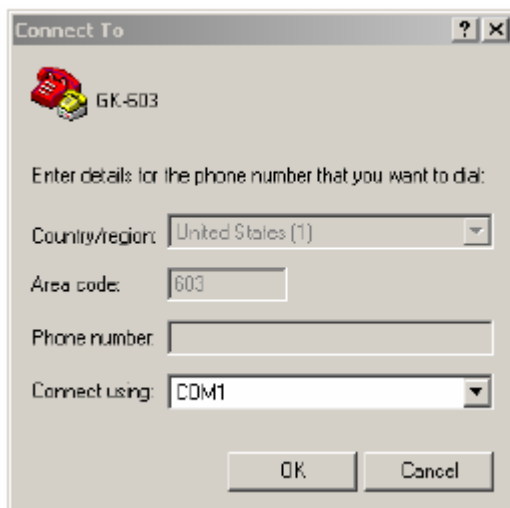 Connect To
GK-603
Enter details for the phone number that you want to dial:
Country/region: United States (1)
Area code: 603
Phone number:
Connect using: COM1
OK Cancel